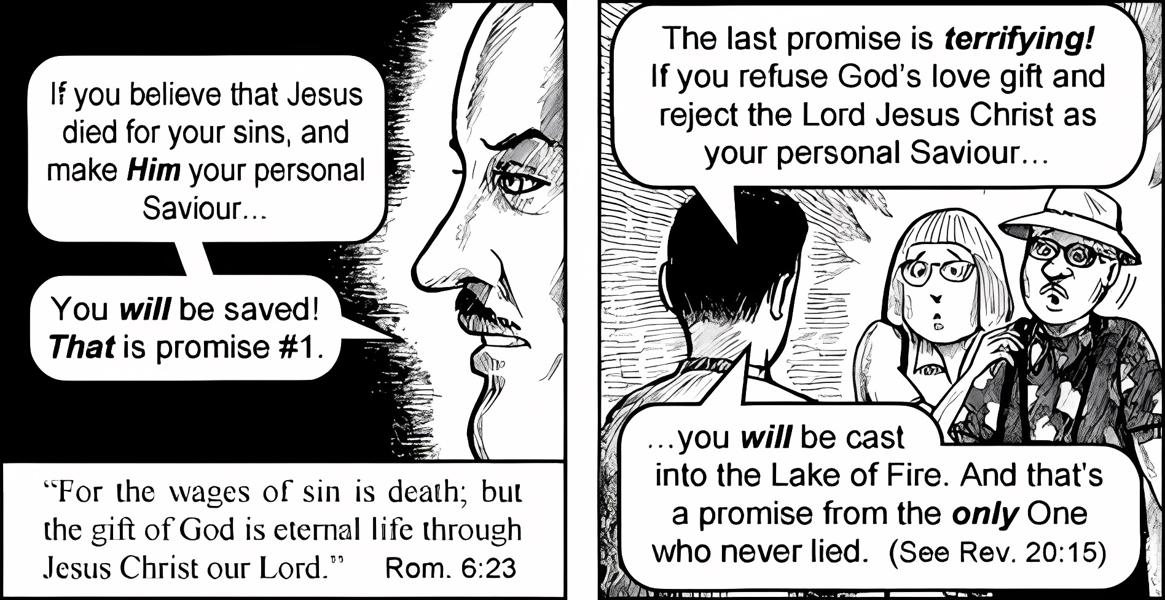 If you believe that Jesus
died for your sins, and
make Him your personal
Saviour...
You will be saved!
That is promise #1.
“For the wages of sin is death; but
the gift of God is eternal life through
Jesus Christ our Lord.” Rom. 6:23
The last promise is terrifying!
If you refuse God's love gift and
reject the Lord Jesus Christ as
your personal Saviour...
...you will be cast
into the Lake of Fire. And that's
a promise from the only One
who never lied. (See Rev. 20:15)